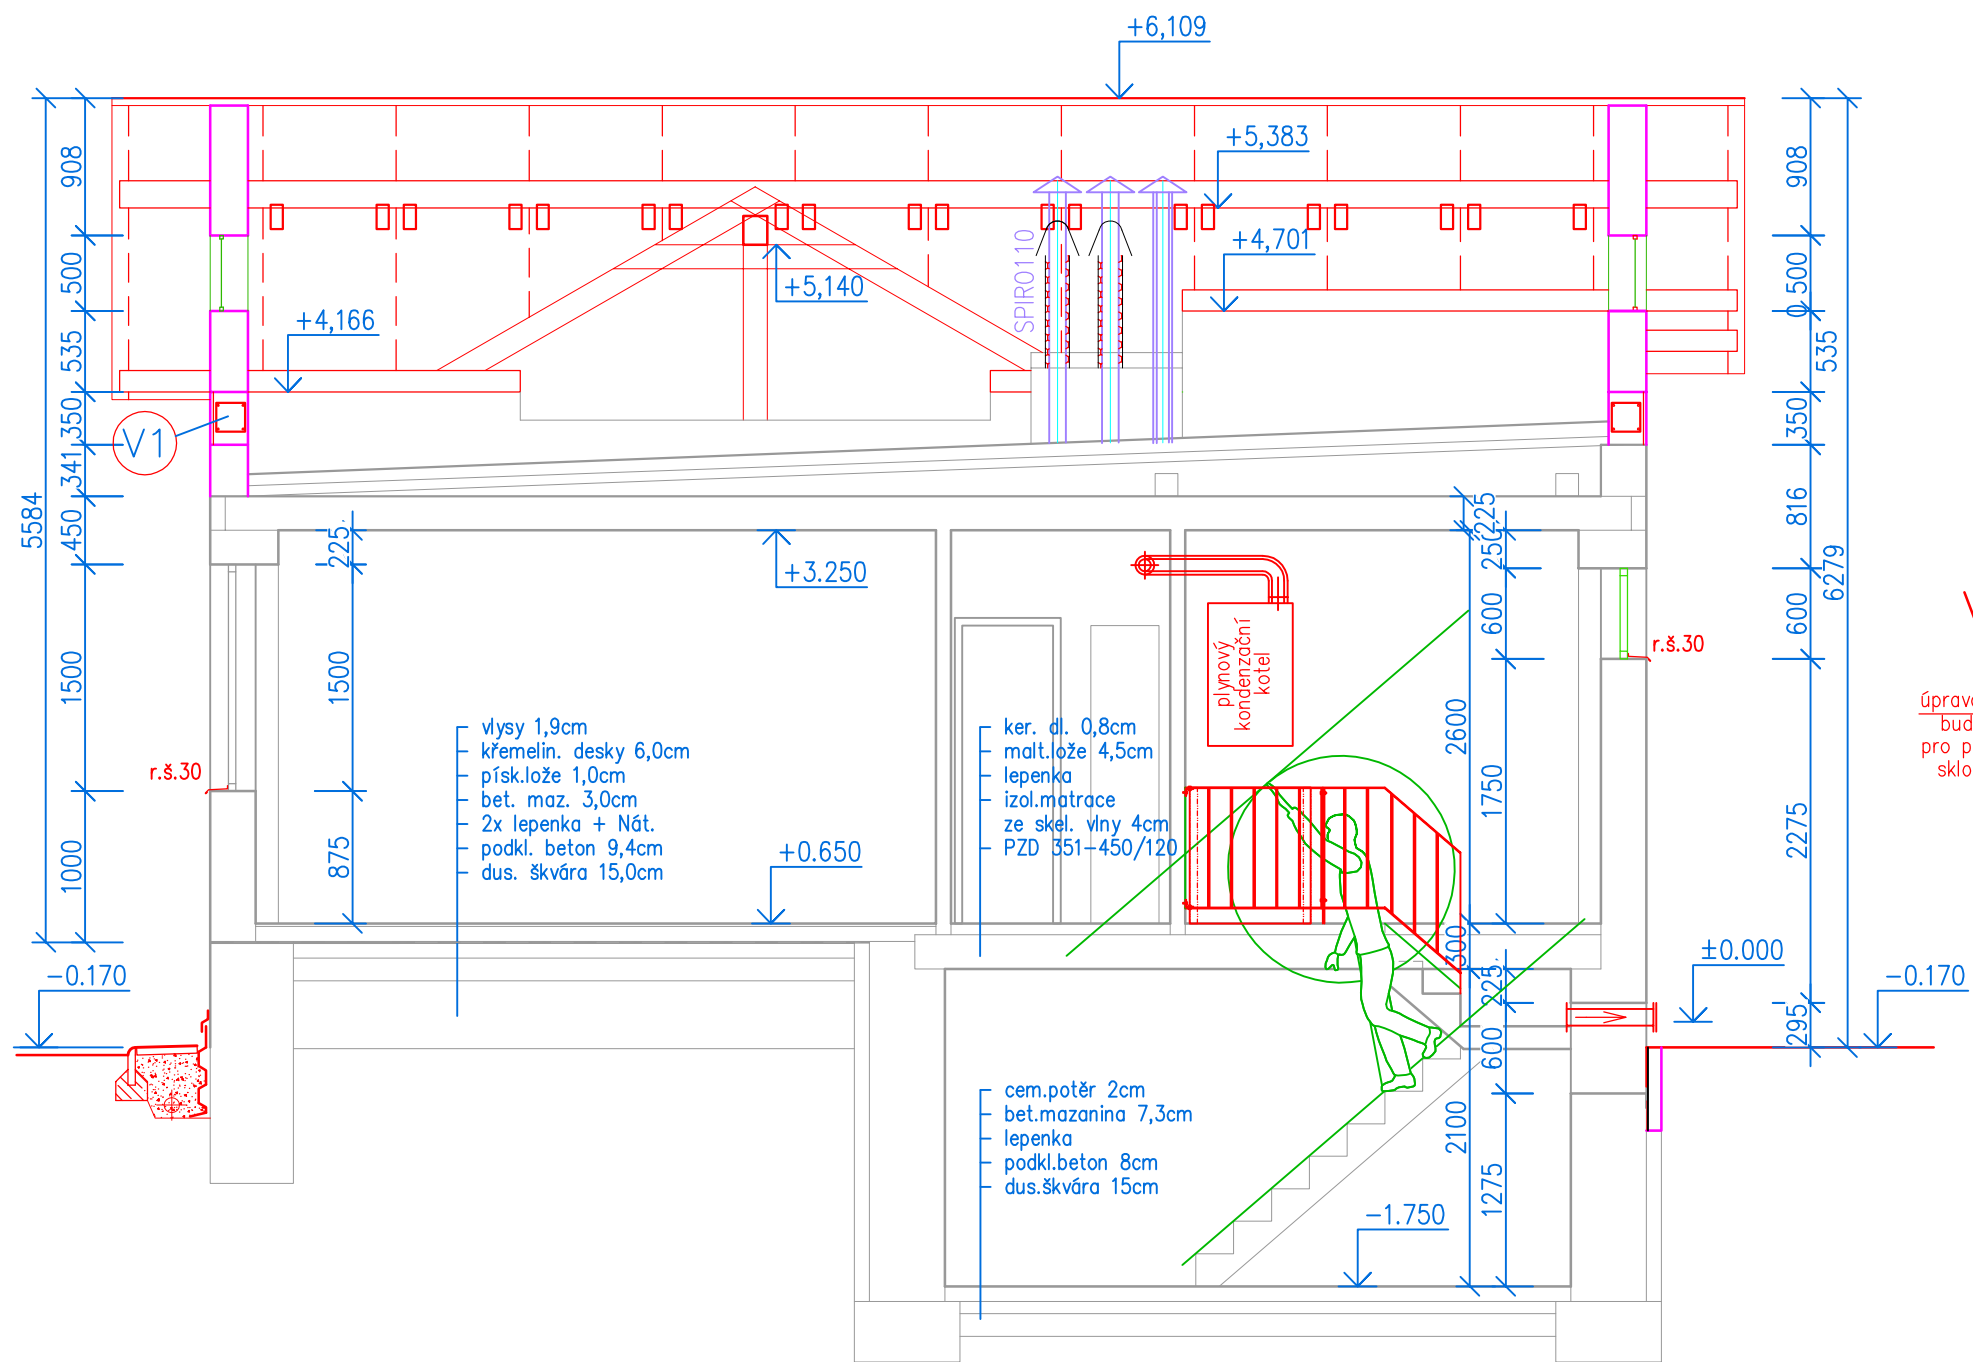 +6,109
+5,383
+4,701
+5,140
+4,166
SPIRO110
V1
908
500
535
350
341
450
1500
1000
5584
225
1500
875
+3.250
+0.650
-0.170
r.š.30
vlysy 1,9cm
křemelin. desky 6,0cm
písk.lože 1,0cm
bet. maz. 3,0cm
2x lepenka + Nát.
podkl. beton 9,4cm
dus. škvára 15,0cm
ker. dl. 0,8cm
malt.lože 4,5cm
lepenka
izol.matrace
ze skel. vlny 4cm
PZD 351-450/120
plynový
kondenzační
kotel
cem.potěr 2cm
bet.mazanina 7,3cm
lepenka
podkl.beton 8cm
dus.škvára 15cm
-1.750
225
2600
300
2100
250
600
1750
225
600
1275
r.š.30
±0.000
-0.170
908
500
0
535
350
816
600
2275
295
6279
pro p